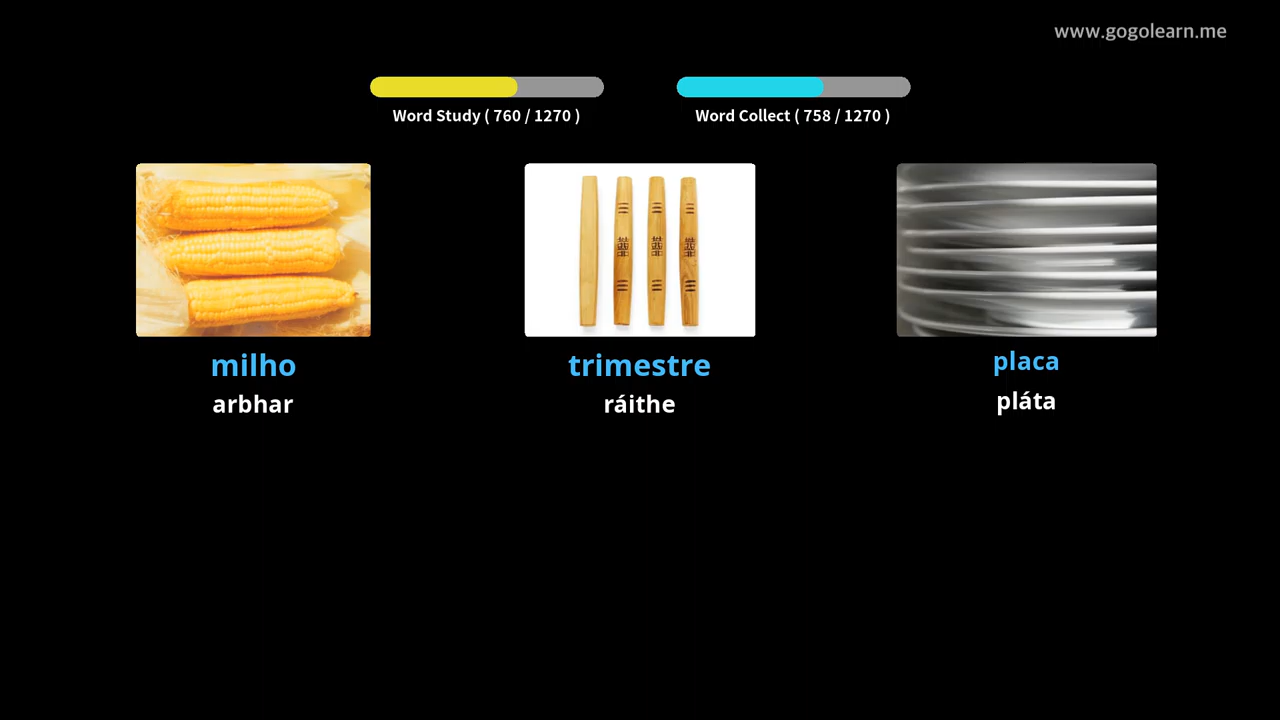 www.gogolearn.me
Word Study ( 760 / 1270 )
Word Collect ( 758 / 1270 )
milho
arbhar
trimestre
ráithe
placa
pláta